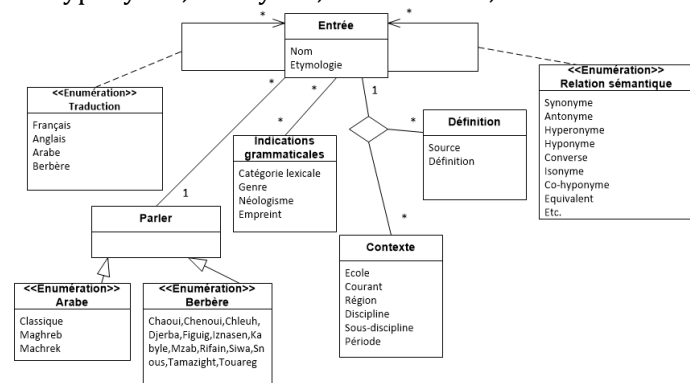 *
*
Entrée
Nom
Etymologie
<<Enumération>>
Traduction
Français
Anglais
Arabe
Berbère
<<Enumération>>
Relation sémantique
Synonyme
Antonyme
Hyperonyme
Hyponyme
Converse
Isonyme
Co-hyponyme
Equivalent
Etc.
*
*
1
*
*
Indications
grammaticales
Catégorie lexicale
Genre
Néologisme
Empreint
Définition
Source
Définition
1
*
Parler
Contexte
Ecole
Courant
Région
Discipline
Sous-discipline
Période
<<Enumération>>
Arabe
Classique
Maghreb
Machrek
<<Enumération>>
Berbère
Chaoui,Chenoui,Chleuh,
Djerba,Figuig,Iznasen,Ka
byle,Mzab,Rifain,Siwa,Sn
ous,Tamazight,Touareg